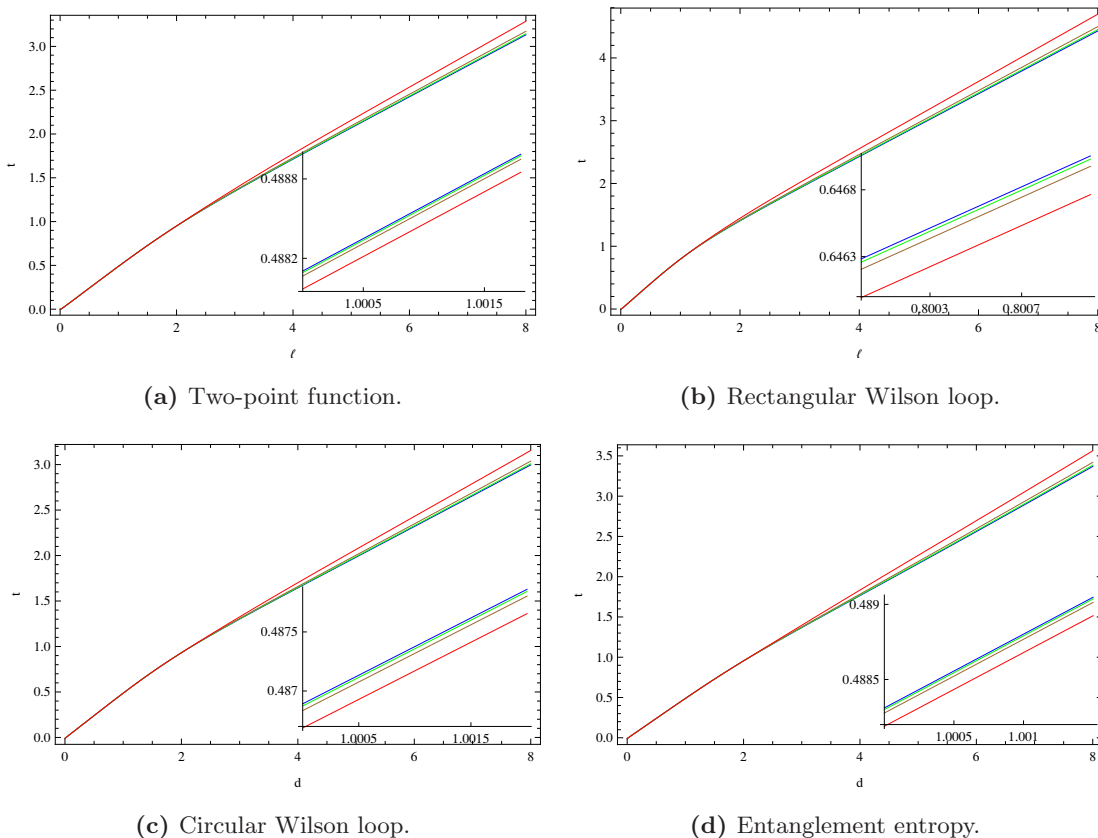 3.0
2.5
2.0
1.5
1.0
0.5
0.0
t
0.4888
0.4882
1.0005 1.0015
0 2 4 6 8
ℓ
(a) Two-point function.
4
3
2
1
0
t
0.6468
0.6463
0.8003 0.8007
0 2 4 6 8
ℓ
(b) Rectangular Wilson loop.
3.0
2.5
2.0
1.5
1.0
0.5
0.0
t
0.4875
0.487
1.0005 1.0015
0 2 4 6 8
d
(c) Circular Wilson loop.
3.5
3.0
2.5
2.0
1.5
1.0
0.5
0.0
t
0.489
0.4885
1.0005 1.001
0 2 4 6 8
d
(d) Entanglement entropy.